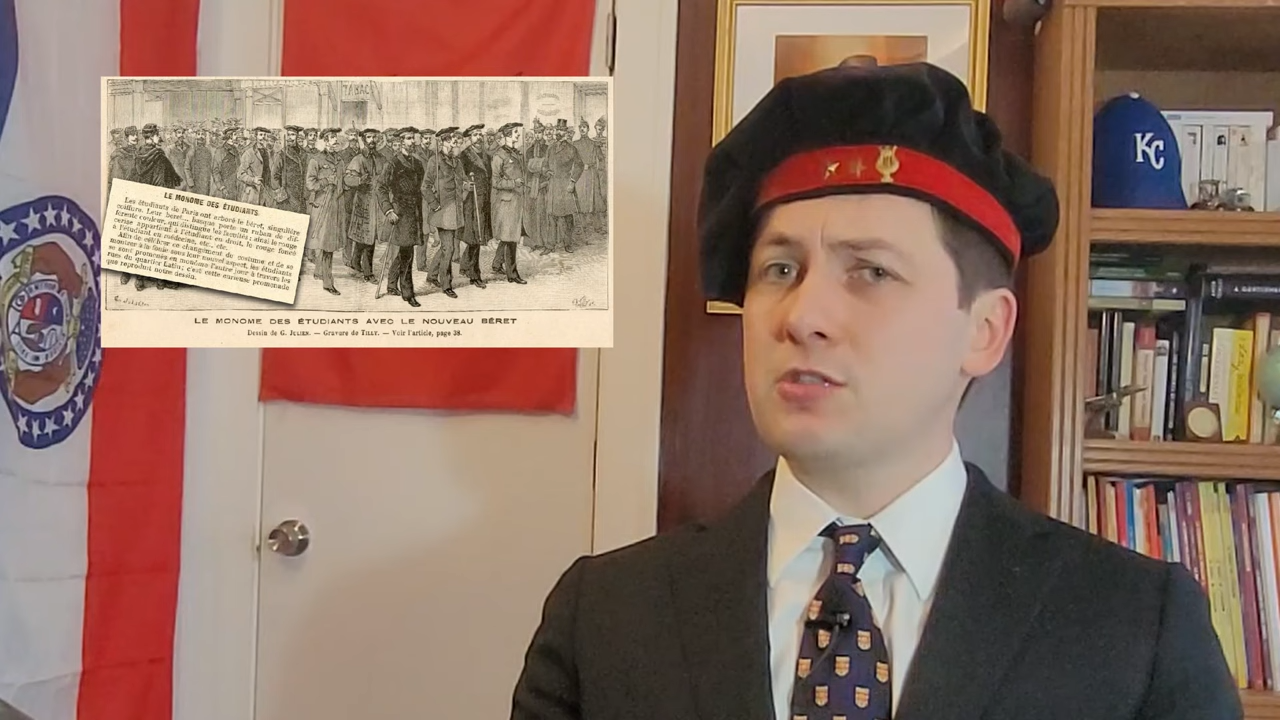 TABAC
LE MONOME DES ÉTUDIANTS
Les étudiants de Paris ont arboré le béret, singulière
coiffure. Leur béret... basque porte un ruban de dif-
férente couleur, qui distingue les facultés : ainsi le rouge
cerise appartient à l'étudiant en droit, le rouge foncé
à l'étudiant en médecine, etc., etc.
Afin de célébrer ce changement de costume et de se
montrer à la foule sous leur nouvel aspect, les étudiants
se sont promenés en monôme l'autre jour à travers les
rues du quartier Latin; c'est cette curieuse promenade
que reproduit notre dessin.
LE MONOME DES ÉTUDIANTS AVEC LE NOUVEAU BÉRET
Dessin de G. JULIEN. — Gravure de TILLY. — Voir l'article, page 38.
KC